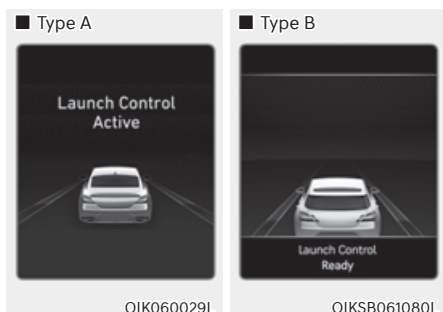 ■ Type A
Launch Control
Active
OIK060029L
■ Type B
Launch Control
Ready
OIKSB061080L